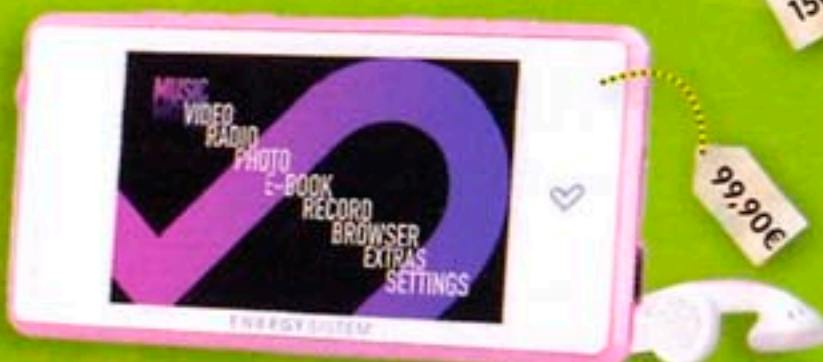 MUSIC
VIDEO
RADIO
PHOTO
E-BOOK
RECORD
BROWSER
EXTRAS
SETTINGS
ENERGY SISTEM
99,90€